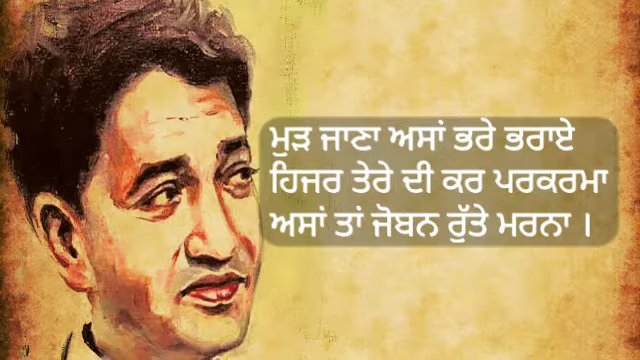 ਮੁੜ ਜਾਣਾ ਅਸਾਂ ਭਰੇ ਭਰਾਏ
ਹਿਜਰ ਤੇਰੇ ਦੀ ਕਰ ਪਰਕਰਮਾ
ਅਸਾਂ ਤਾਂ ਜੋਬਨ ਰੁੱਤੇ ਮਰਨਾ ।